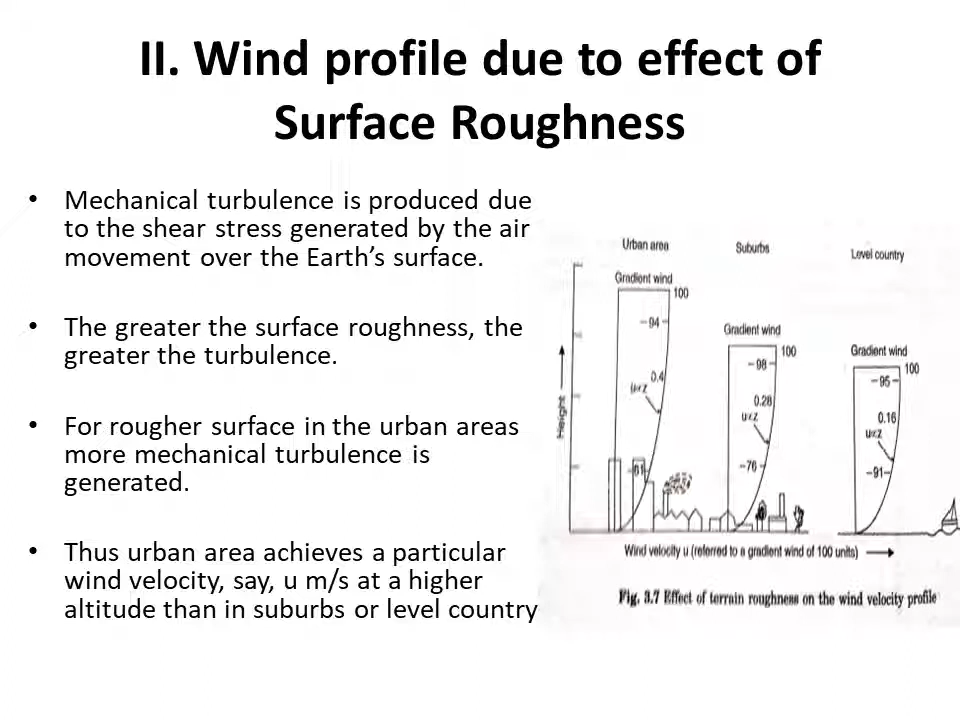 II. Wind profile due to effect of
Surface Roughness
• Mechanical turbulence is produced due
to the shear stress generated by the air
movement over the Earth’s surface.
• The greater the surface roughness, the
greater the turbulence.
• For rougher surface in the urban areas
more mechanical turbulence is
generated.
• Thus urban area achieves a particular
wind velocity, say, u m/s at a higher
altitude than in suburbs or level country
Urban area
Gradient wind
100
94
0.4
u∝z
61
Suburbs
Gradient wind
100
98
0.28
u∝z
76
Level country
Gradient wind
100
95
0.16
u∝z
91
Height
Wind velocity u (referred to a gradient wind of 100 units)
Fig. 3.7 Effect of terrain roughness on the wind velocity profile